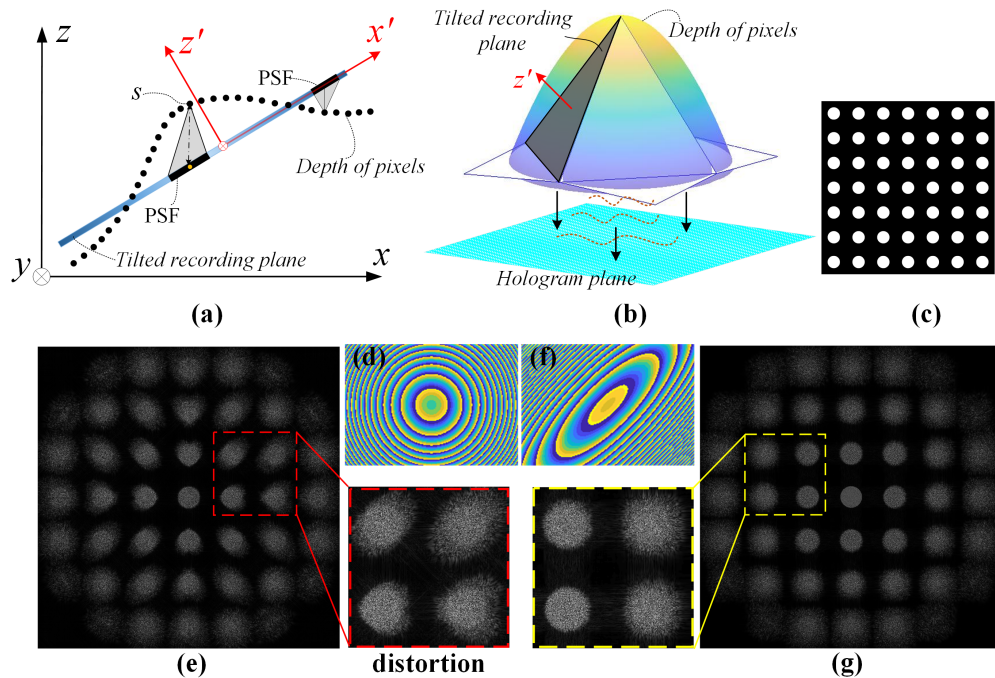 z
z'
x'
s
PSF
Depth of pixels
PSF
Tilted recording plane
y
x
(a)
Tilted recording
plane
Depth of pixels
z'
Hologram plane
(b)
(c)
(d)
(f)
(e)
distortion
(g)